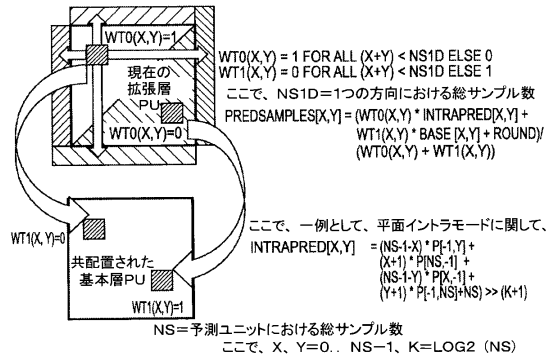 WT0(X,Y)=1
現在の
拡張層
PU
WT0(X,Y)=0
WT0(X,Y) = 1 FOR ALL (X+Y) < NS1D ELSE 0
WT1(X,Y) = 0 FOR ALL (X+Y) < NS1D ELSE 1
ここで、NS1D=1つの方向における総サンプル数
PREDSAMPLES[X,Y] = (WT0(X,Y) * INTRAPRED[X,Y] +
WT1(X,Y) * BASE [X,Y] + ROUND)/
(WT0(X,Y) + WT1(X,Y))
WT1(X,Y)=0
共配置された
基本層PU
WT1(X,Y)=1
ここで、一例として、平面イントラモードに関して、
INTRAPRED[X,Y] = (NS-1-X) * P[-1,Y] +
(X+1) * P[NS,-1] +
(NS-1-Y) * P[X,-1] +
(Y+1) * P[-1,NS]+NS) >> (K+1)
NS=予測ユニットにおける総サンプル数
ここで、X、Y=0.. NS-1、K=LOG2 (NS)